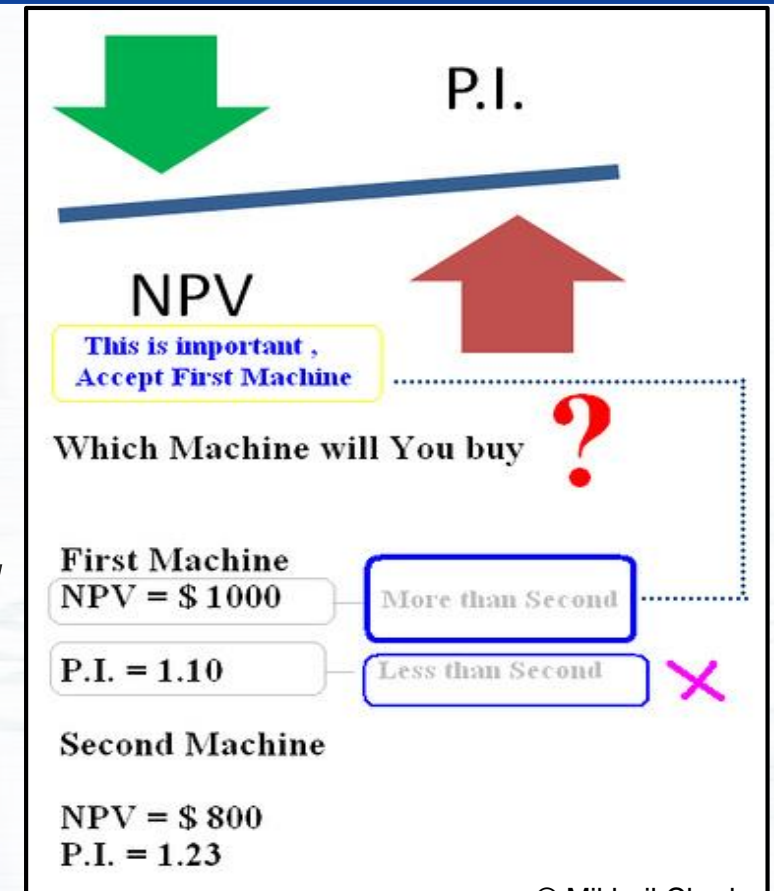 P.I.
NPV
This is important ,
Accept First Machine
Which Machine will You buy ?
First Machine
NPV = $ 1000
More than Second
P.I. = 1.10
Less than Second
Second Machine
NPV = $ 800
P.I. = 1.23